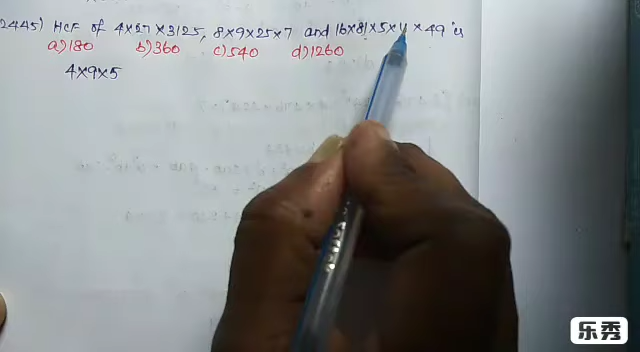 2445) HCF of 4×27×3125, 8×9×25×7 and 16×81×5×11×49 is
a) 180 b) 360 c) 540 d) 1260
4×9×5
乐秀